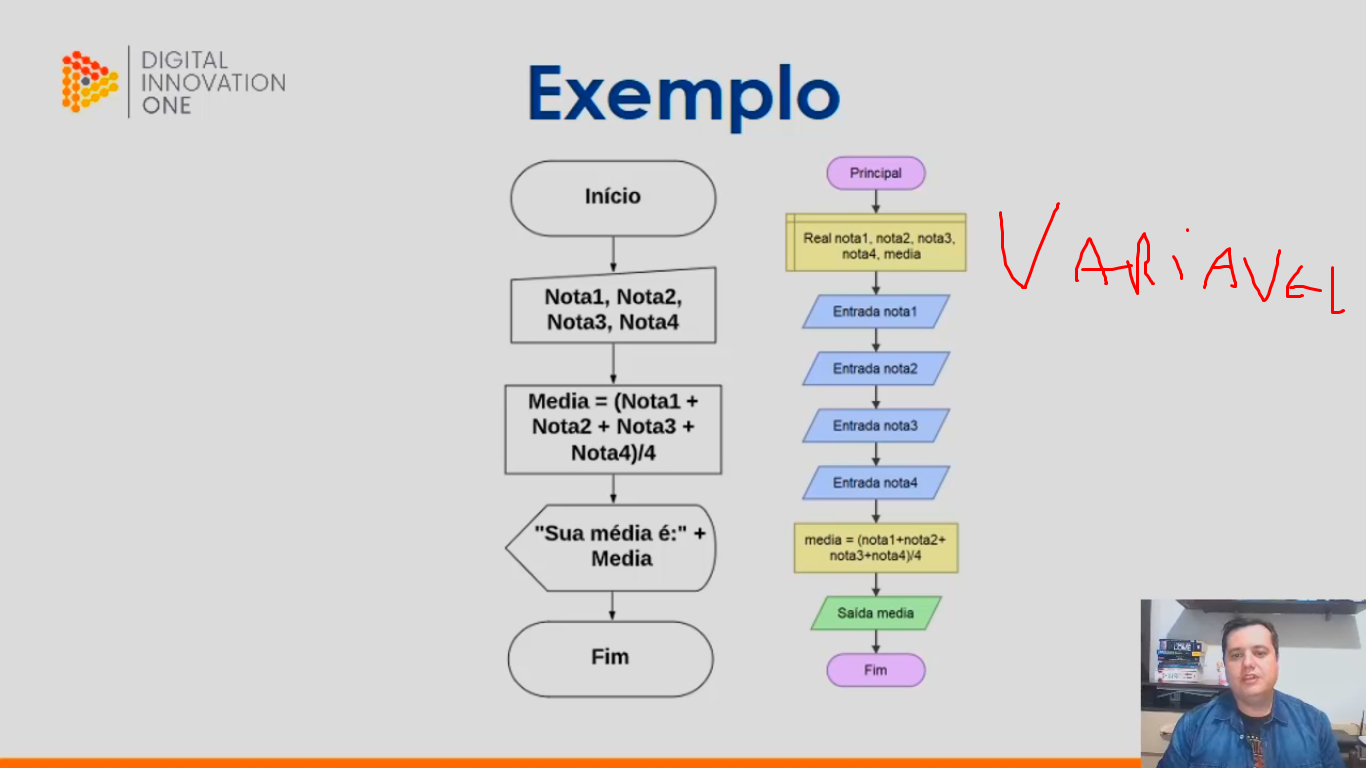 DIGITAL
INNOVATION
ONE
Exemplo
Início
Nota1, Nota2,
Nota3, Nota4
Media = (Nota1 +
Nota2 + Nota3 +
Nota4)/4
"Sua média é:" +
Media
Fim
Principal
Real nota1, nota2, nota3,
nota4, media
Entrada nota1
Entrada nota2
Entrada nota3
Entrada nota4
media = (nota1+nota2+
nota3+nota4)/4
Saída media
Fim
VARiAVEL